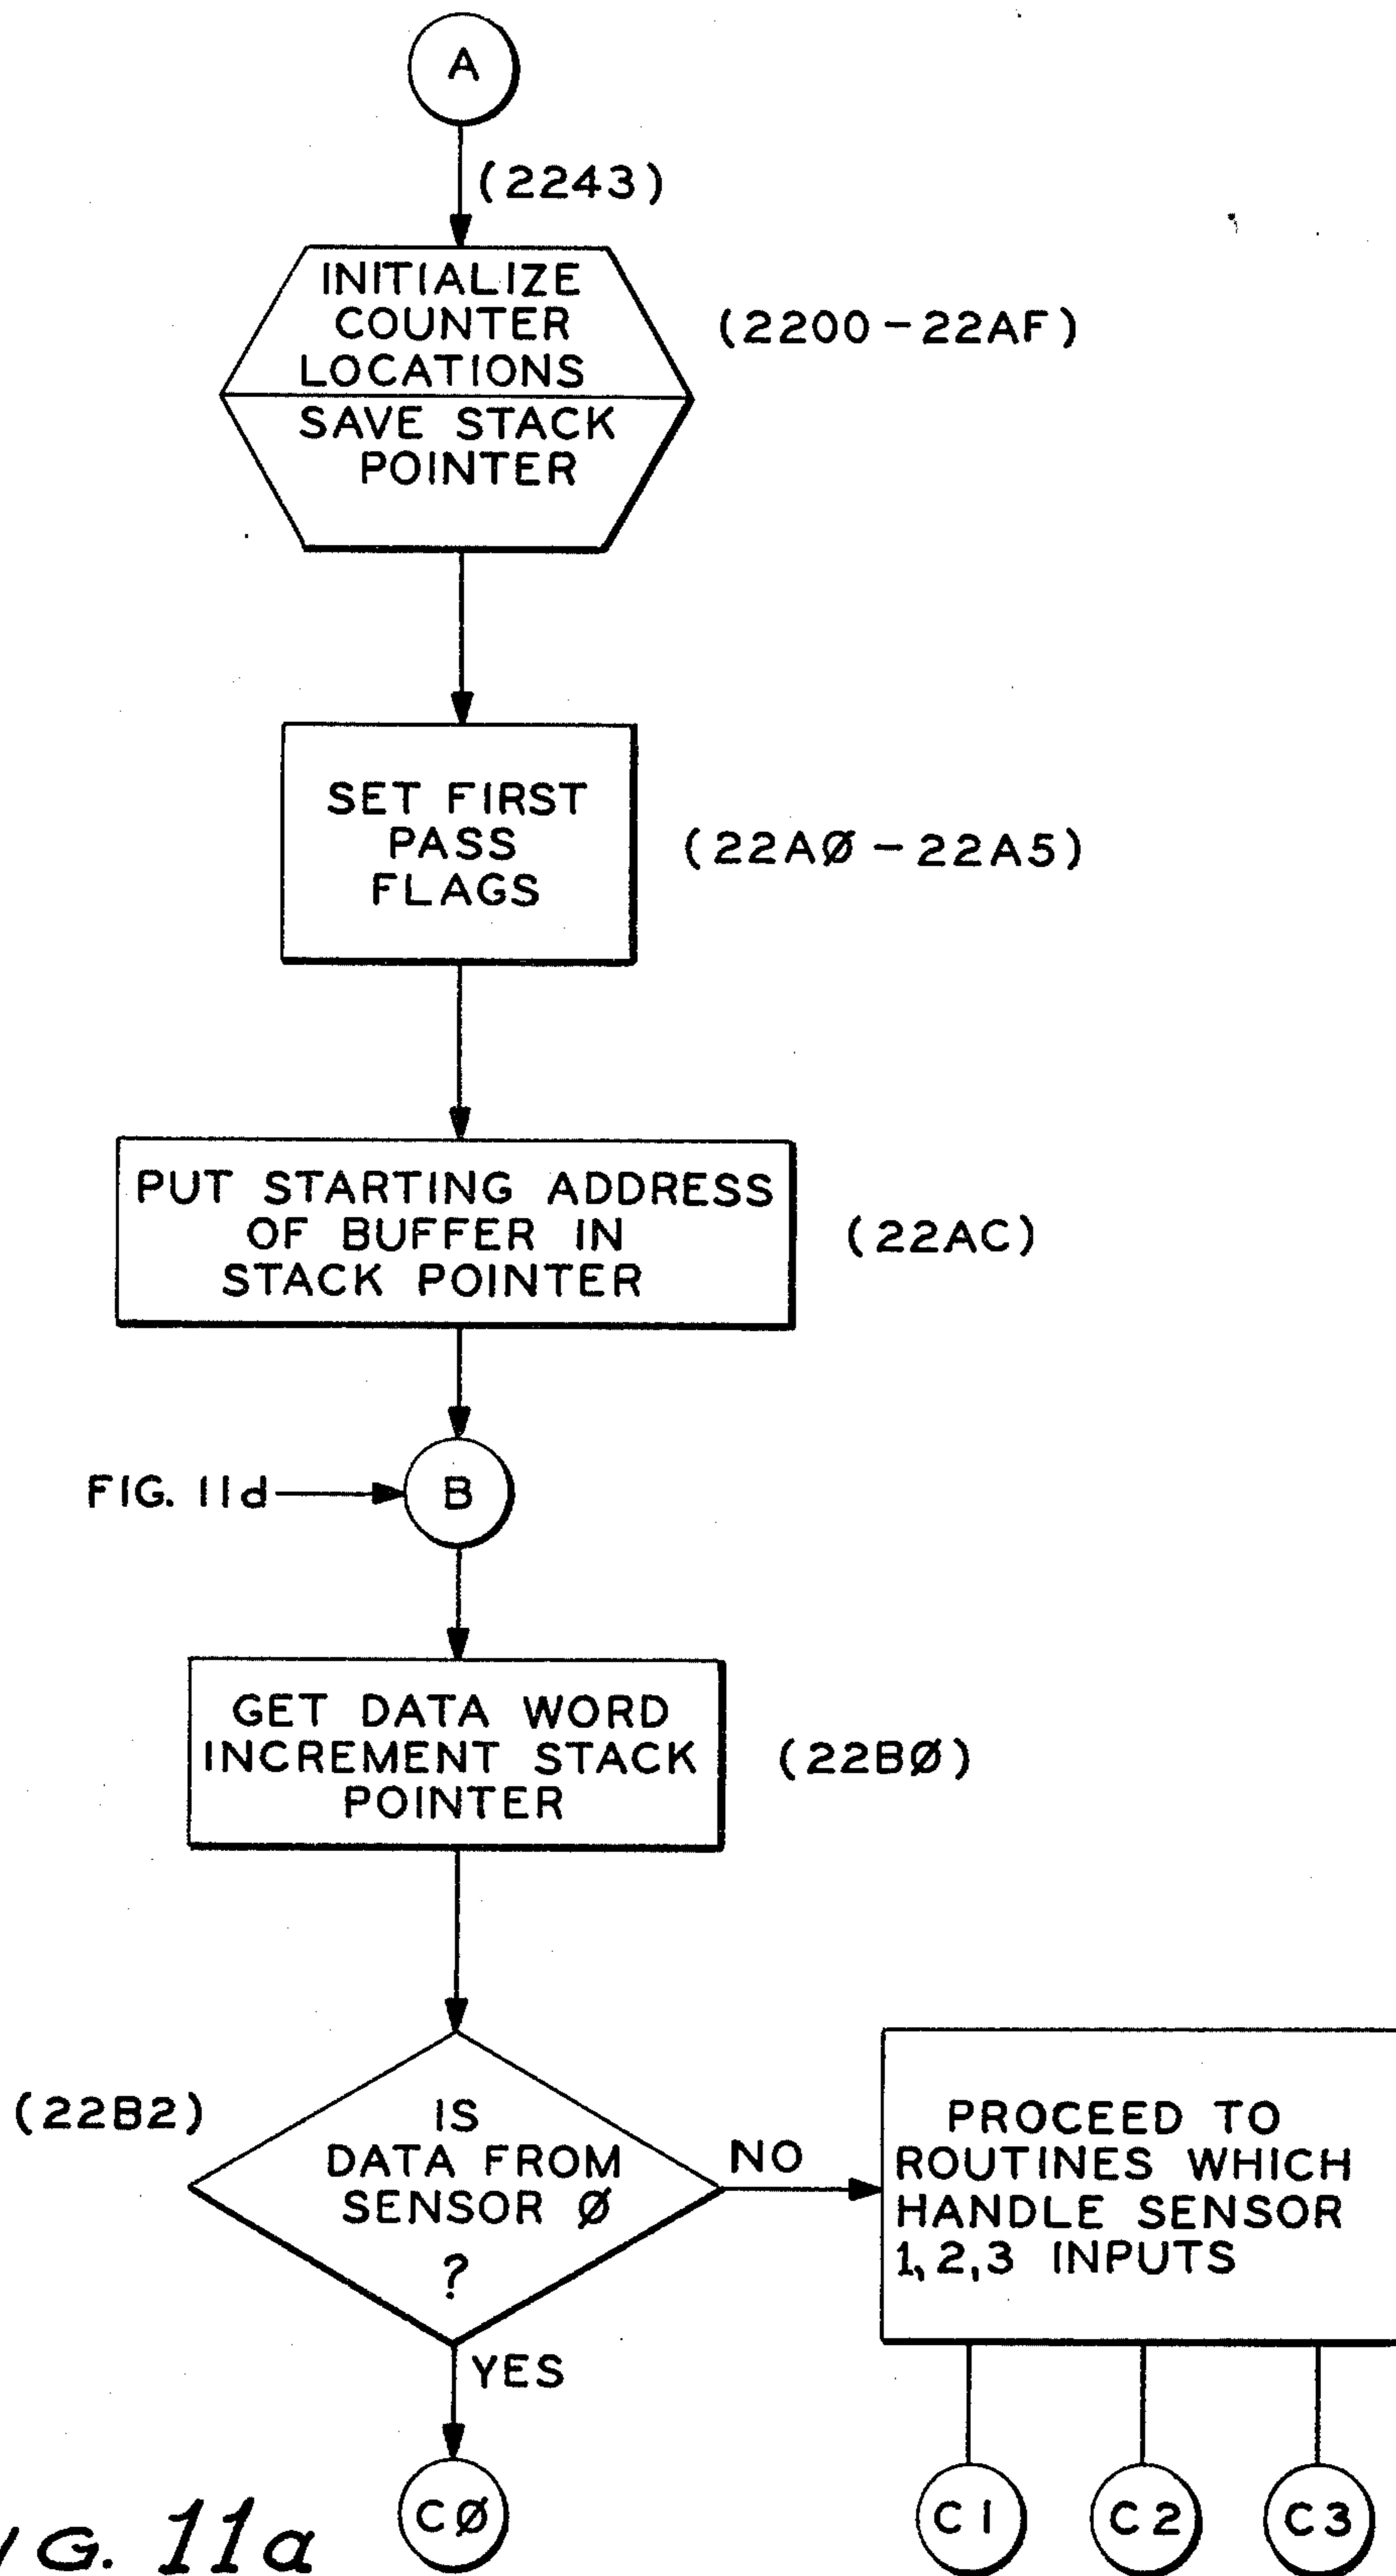 A
(2243)
INITIALIZE
COUNTER
LOCATIONS
(2200-22AF)
SAVE STACK
POINTER
SET FIRST
PASS
FLAGS
(22AØ-22A5)
PUT STARTING ADDRESS
OF BUFFER IN
STACK POINTER
(22AC)
FIG. 11d
B
GET DATA WORD
INCREMENT STACK
POINTER
(22BØ)
(22B2)
IS
DATA FROM
SENSOR Ø
?
NO
PROCEED TO
ROUTINES WHICH
HANDLE SENSOR
1,2,3 INPUTS
YES
CØ
C1
C2
C3
G. 11a